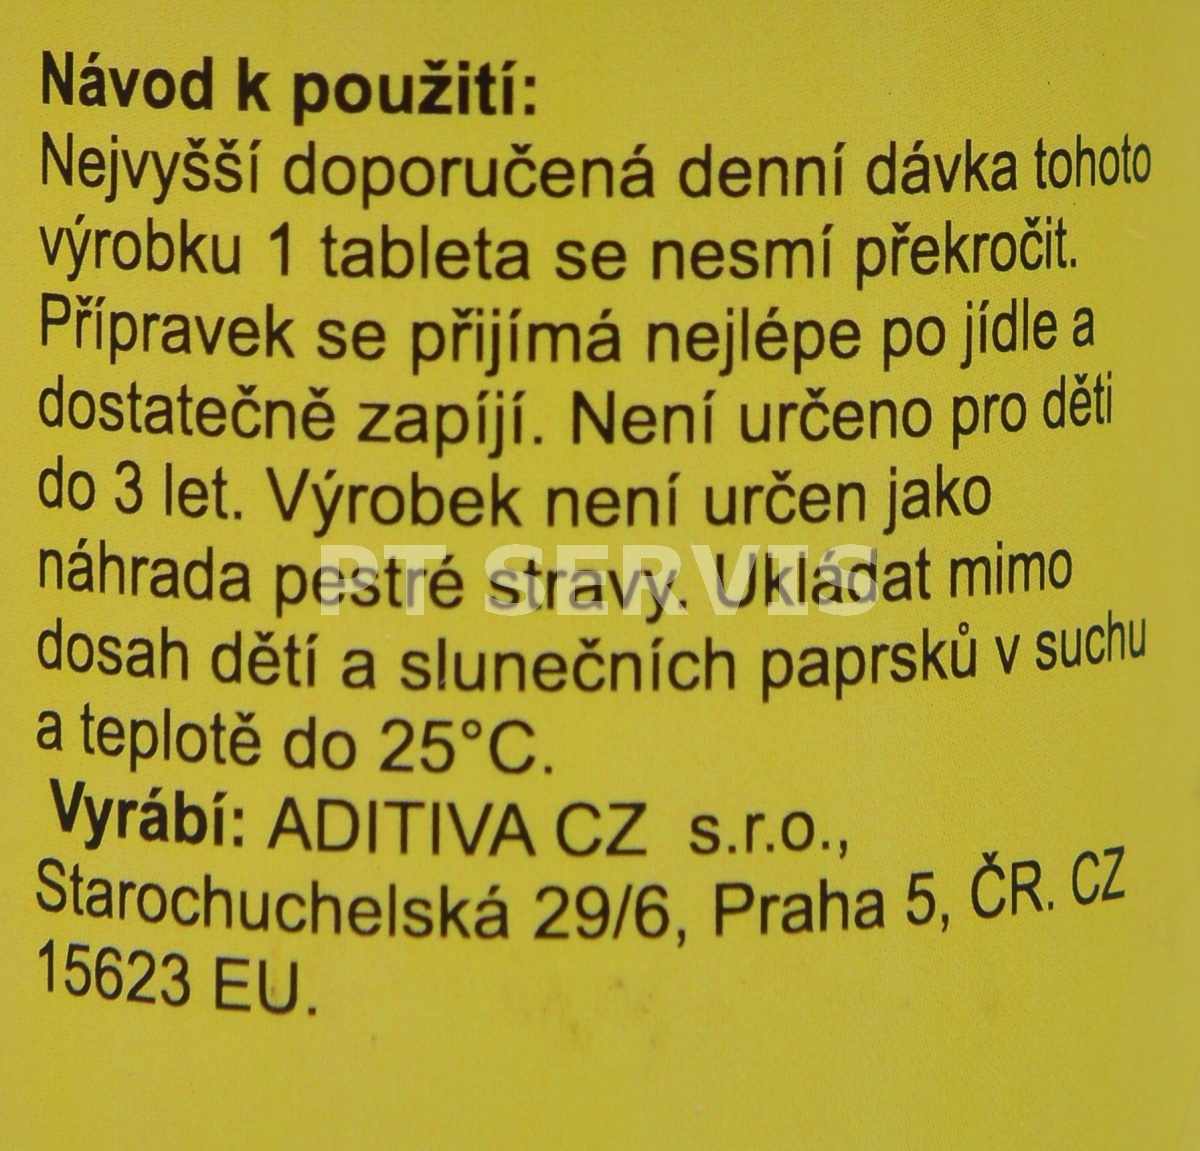 Návod k použití:
Nejvyšší doporučená denní dávka tohoto
výrobku 1 tableta se nesmí překročit.
Přípravek se přijímá nejlépe po jídle a
dostatečně zapíjí. Není určeno pro děti
do 3 let. Výrobek není určen jako
náhrada pestré stravy. Ukládat mimo
PT SERVIS
dosah dětí a slunečních paprsků v suchu
a teplotě do 25°C.
Vyrábí: ADITIVA CZ s.r.o.,
Starochuchelská 29/6, Praha 5, ČR. CZ
15623 EU.